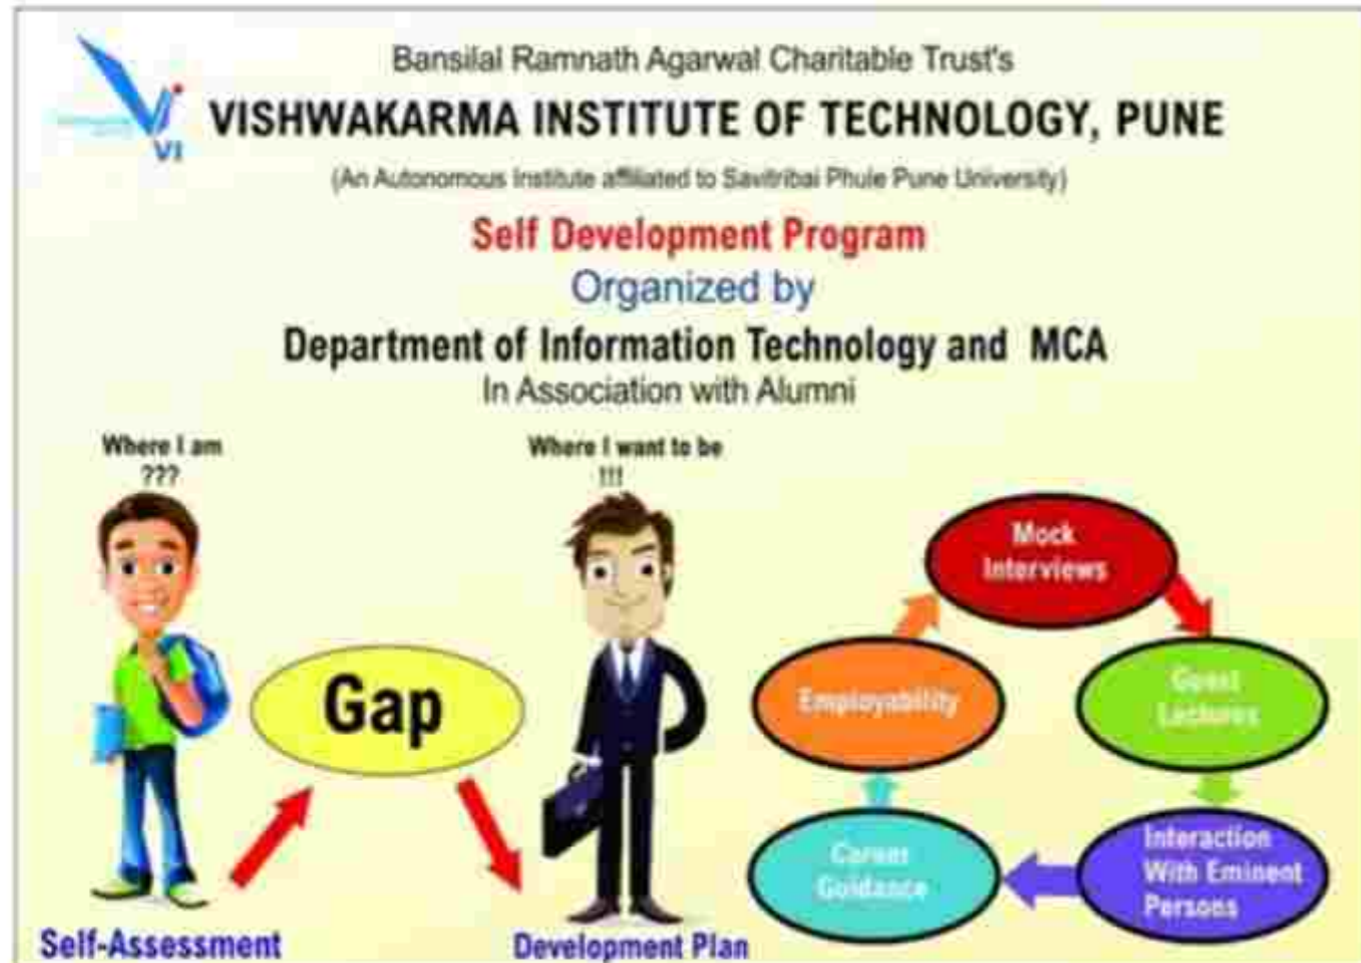 Bansilal Ramnath Agarwal Charitable Trust's
VISHWAKARMA INSTITUTE OF TECHNOLOGY, PUNE
VI
(An Autonomous Institute affiliated to Savitribai Phule Pune University)
Self Development Program
Organized by
Department of Information Technology and MCA
In Association with Alumni
Where I am
???
Where I want to be
!!!
Gap
Self-Assessment
Development Plan
Mock
Interviews
Guest
Lectures
Interaction
With Eminent
Persons
Career
Guidance
Employability